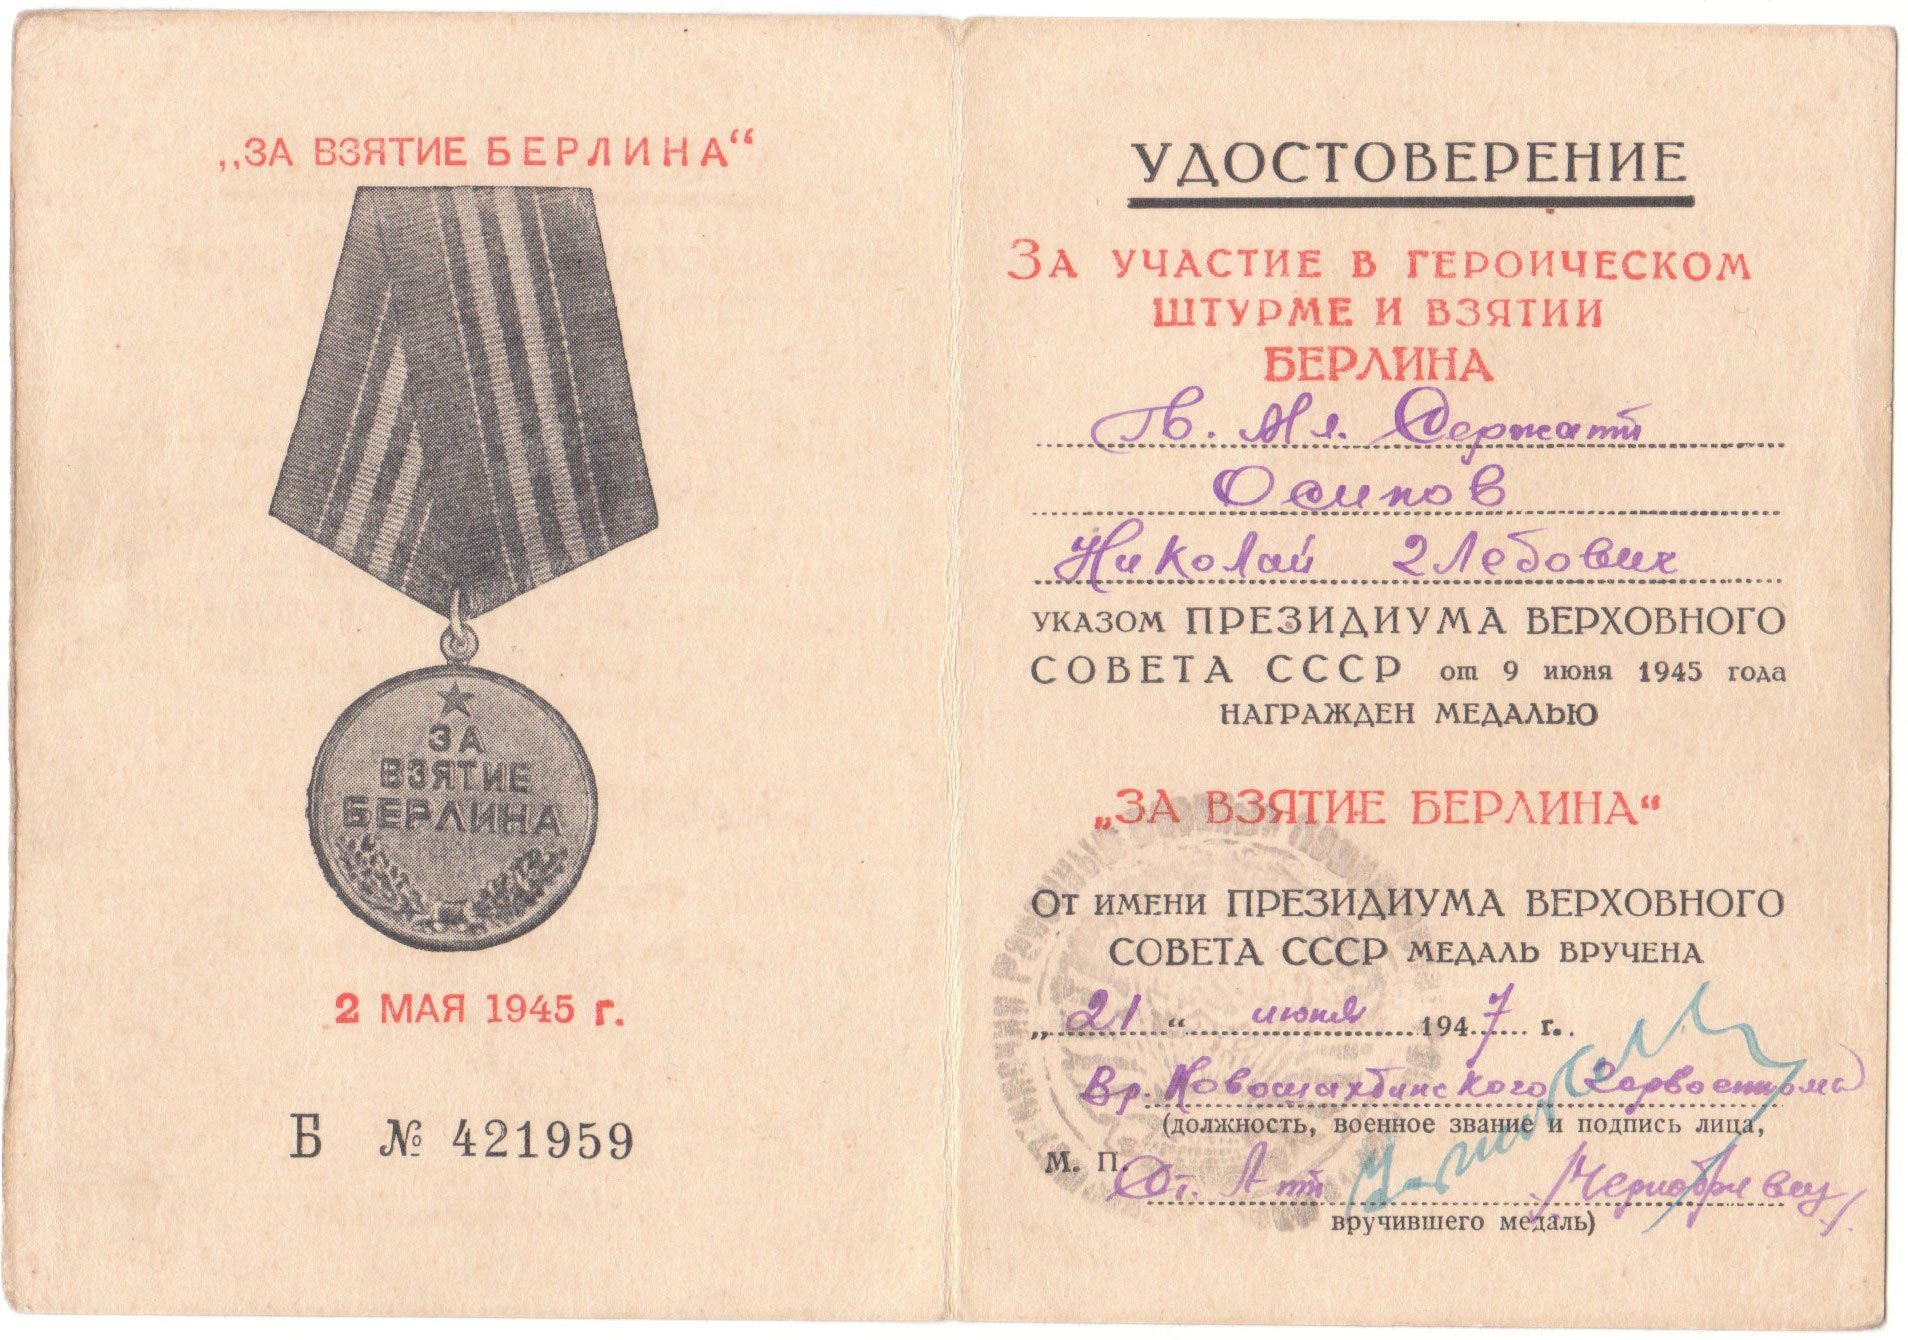 „ЗА ВЗЯТИЕ БЕРЛИНА“
ЗА
ВЗЯТИЕ
БЕРЛИНА
2 МАЯ 1945 г.
Б № 421959
УДОСТОВЕРЕНИЕ
ЗА УЧАСТИЕ В ГЕРОИЧЕСКОМ
ШТУРМЕ И ВЗЯТИИ
БЕРЛИНА
Гв. Мл. Сержант
Осипов
Николай Глебович
УКАЗОМ ПРЕЗИДИУМА ВЕРХОВНОГО
СОВЕТА СССР от 9 июня 1945 года
НАГРАЖДЕН МЕДАЛЬЮ
„ЗА ВЗЯТИЕ БЕРЛИНА“
ОТ ИМЕНИ ПРЕЗИДИУМА ВЕРХОВНОГО
СОВЕТА СССР МЕДАЛЬ ВРУЧЕНА
„21“ июня 1947 г.
Вр. Новошахтинского Горвоенкома
(должность, военное звание и подпись лица,
М. П.
Ст. Л-нт
вручившего медаль)